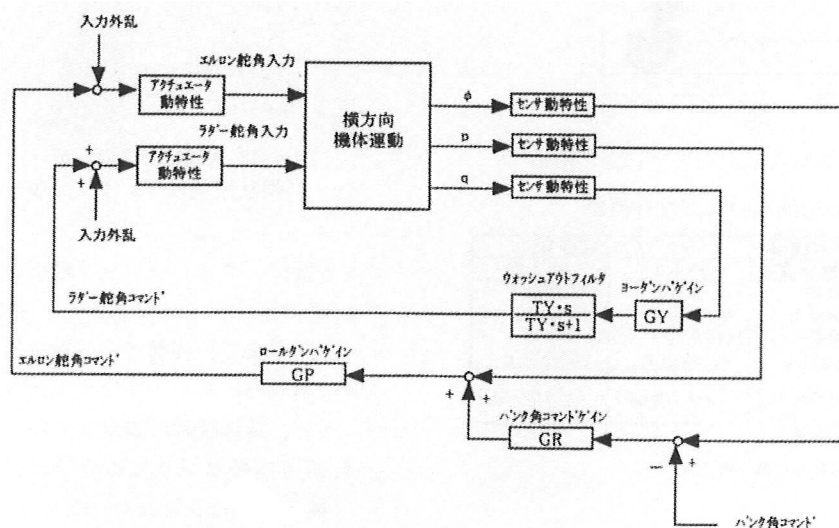 入力外乱
エルロン舵角入力
アクチュエータ
動特性
横方向
機体運動
φ
センサ動特性
ラダー舵角入力
+
+
アクチュエータ
動特性
p
センサ動特性
q
センサ動特性
入力外乱
ウォッシュアウトフィルタ
ヨーダンパゲイン
ラダー舵角コマンド
TY・s
TY・s+1
GY
エルロン舵角コマンド
ロールダンパゲイン
GP
+
+
バンク角コマンドゲイン
GR
−
+
バンク角コマンド